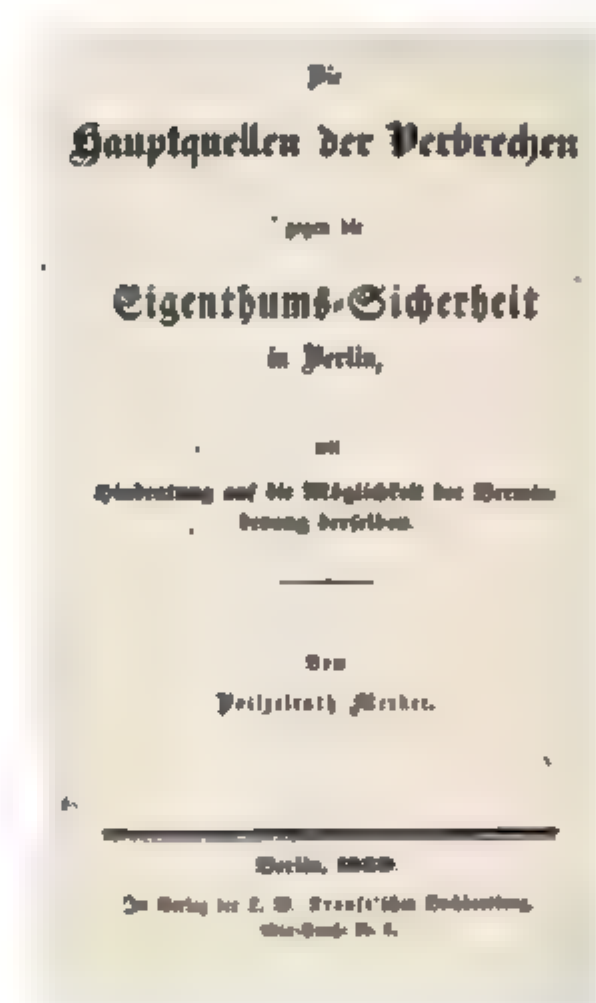 Die
Hauptquellen der Verbrechen
gegen die
Eigenthums-Sicherheit
in Berlin,
mit
Hindeutung auf die Möglichkeit der Vermin-
derung derselben.
Vom
Polizeirath Merker.
Berlin,
Im Verlag der L. W. Krause'schen Buchhandlung,